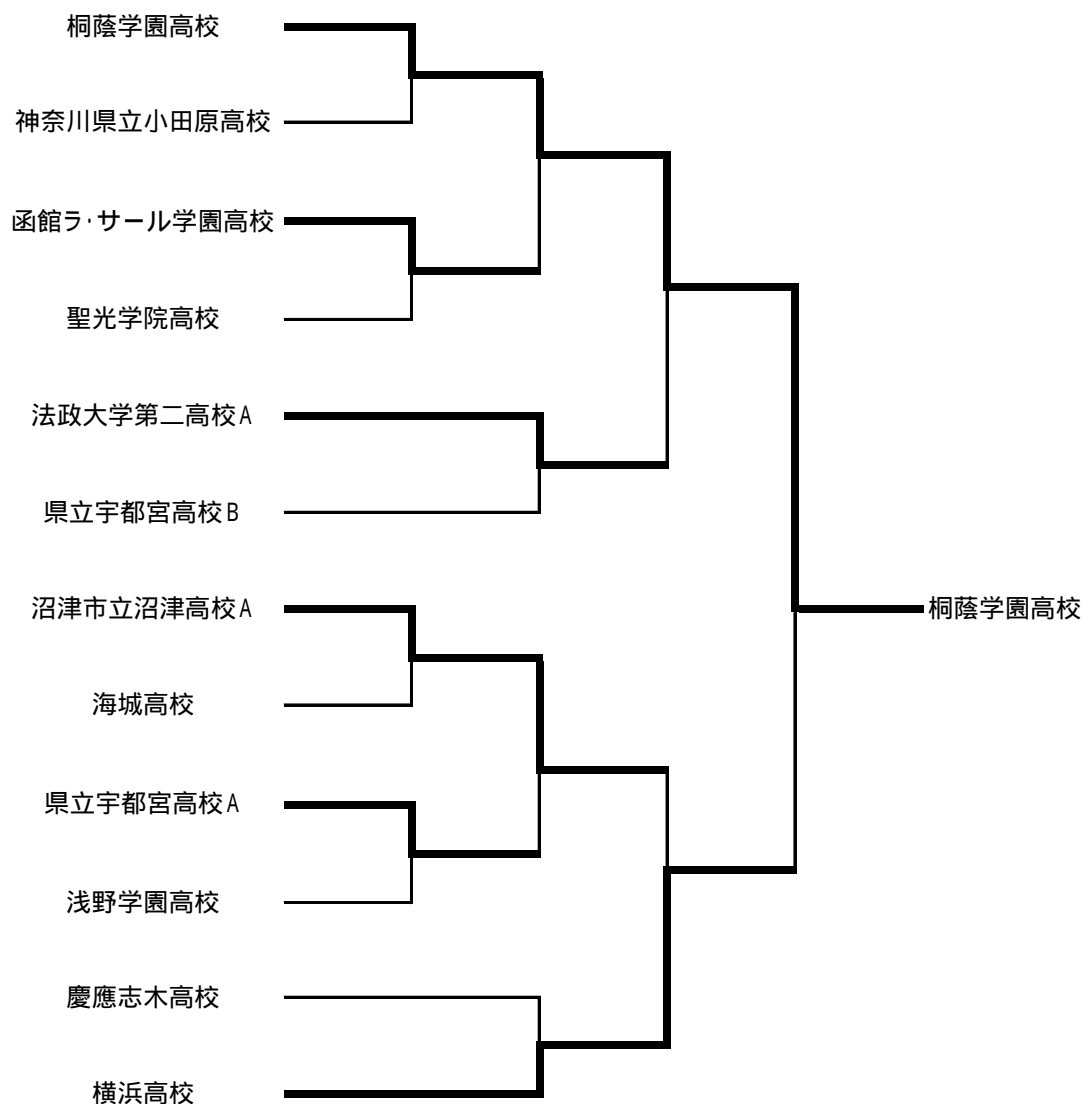 桐蔭学園高校
神奈川県立小田原高校
函館ラ・サール学園高校
聖光学院高校
法政大学第二高校A
県立宇都宮高校B
沼津市立沼津高校A
桐蔭学園高校
海城高校
県立宇都宮高校A
浅野学園高校
慶應志木高校
横浜高校